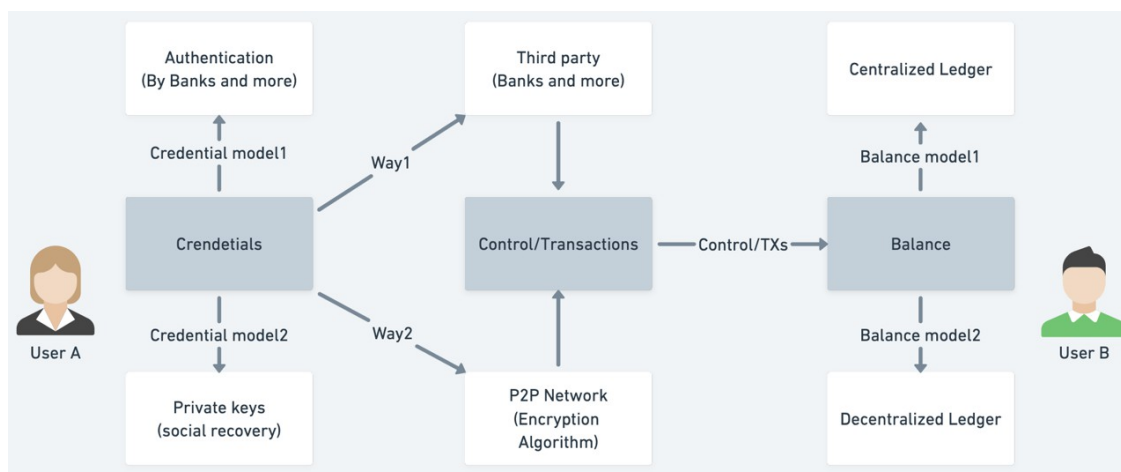 Authentication
(By Banks and more)
Third party
(Banks and more)
Centralized Ledger
Credential model1
Way1
Balance model1
Crendetials
Control/Transactions
Control/TXs
Balance
User A
Credential model2
Way2
Balance model2
User B
Private keys
(social recovery)
P2P Network
(Encryption
Algorithm)
Decentralized Ledger